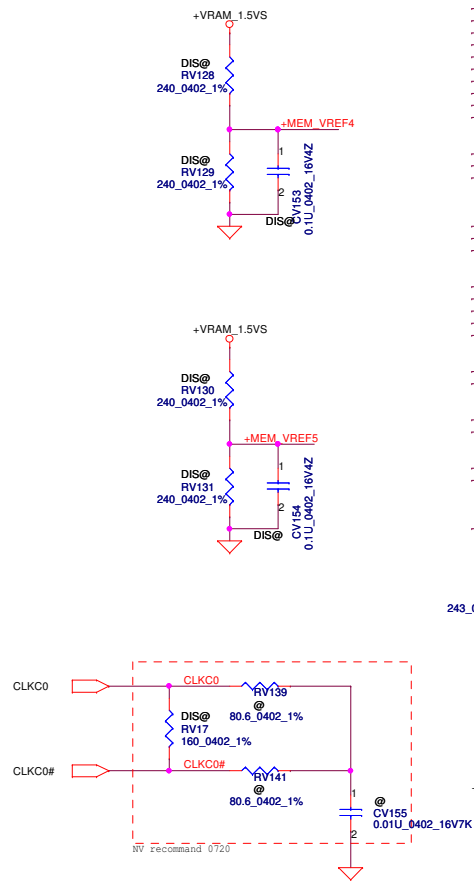 +VRAM_1.5VS
DIS@
RV128
240_0402_1%
+MEM_VREF4
DIS@
RV129
240_0402_1%
1
2
CV153
0.1U_0402_16V4Z
DIS@
+VRAM_1.5VS
DIS@
RV130
240_0402_1%
+MEM_VREF5
DIS@
RV131
240_0402_1%
1
2
CV154
0.1U_0402_16V4Z
DIS@
243_0
CLKC0
CLKC0
RV139
@
80.6_0402_1%
DIS@
RV17
160_0402_1%
CLKC0#
CLKC0#
RV141
@
80.6_0402_1%
1
2
@
CV155
0.01U_0402_16V7K
NV recommand 0720